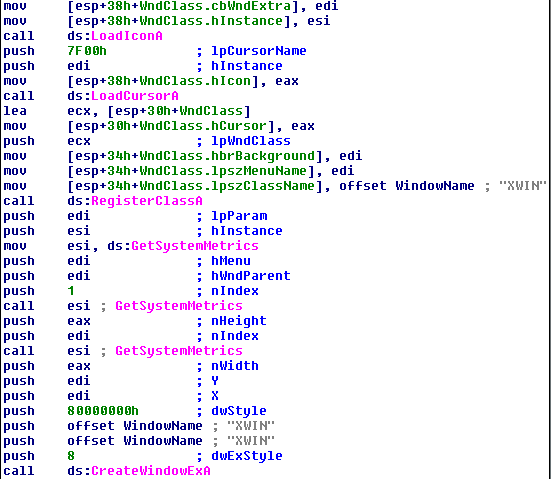 mov [esp+38h+WndClass.cbWndExtra], edi
mov [esp+38h+WndClass.hInstance], esi
call ds:LoadIconA
push 7F00h ; lpCursorName
push edi ; hInstance
mov [esp+38h+WndClass.hIcon], eax
call ds:LoadCursorA
lea ecx, [esp+30h+WndClass]
mov [esp+30h+WndClass.hCursor], eax
push ecx ; lpWndClass
mov [esp+34h+WndClass.hbrBackground], edi
mov [esp+34h+WndClass.lpszMenuName], edi
mov [esp+34h+WndClass.lpszClassName], offset WindowName ; "XWIN"
call ds:RegisterClassA
push edi ; lpParam
push esi ; hInstance
mov esi, ds:GetSystemMetrics
push edi ; hMenu
push edi ; hWndParent
push 1 ; nIndex
call esi ; GetSystemMetrics
push eax ; nHeight
push edi ; nIndex
call esi ; GetSystemMetrics
push eax ; nWidth
push edi ; Y
push edi ; X
push 80000000h ; dwStyle
push offset WindowName ; "XWIN"
push offset WindowName ; "XWIN"
push 8 ; dwExStyle
call ds:CreateWindowExA